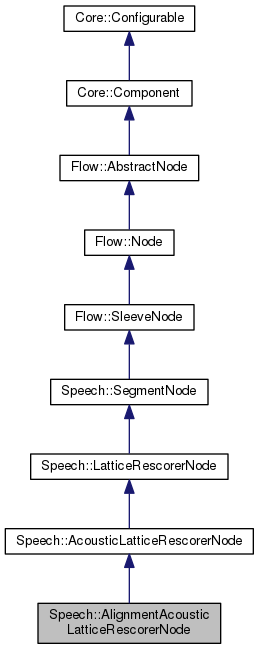 Core::Configurable
Core::Component
Flow::AbstractNode
Flow::Node
Flow::SleeveNode
Speech::SegmentNode
Speech::LatticeRescorerNode
Speech::AcousticLatticeRescorerNode
Speech::AlignmentAcoustic
LatticeRescorerNode